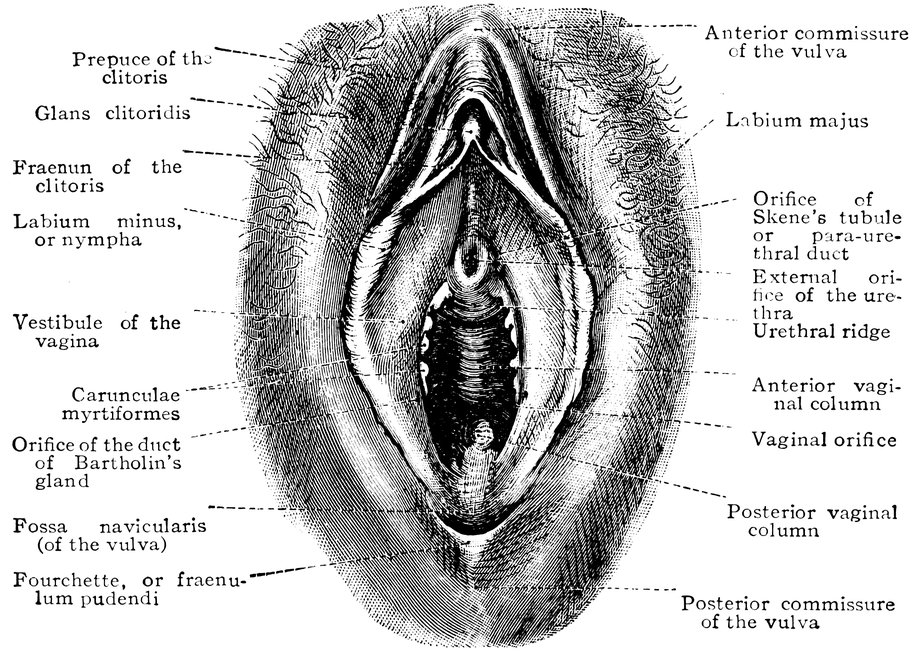 Prepuce of the
clitoris
Glans clitoridis
Fraenun of the
clitoris
Labium minus,
or nympha
Vestibule of the
vagina
Carunculae
myrtiformes
Orifice of the duct
of Bartholin's
gland
Fossa navicularis
(of the vulva)
Fourchette, or fraenu-
lum pudendi
Anterior commissure
of the vulva
Labium majus
Orifice of
Skene's tubule
or para-ure-
thral duct
External ori-
fice of the ure-
thra
Urethral ridge
Anterior vagi-
nal column
Vaginal orifice
Posterior vaginal
column
Posterior commissure
of the vulva